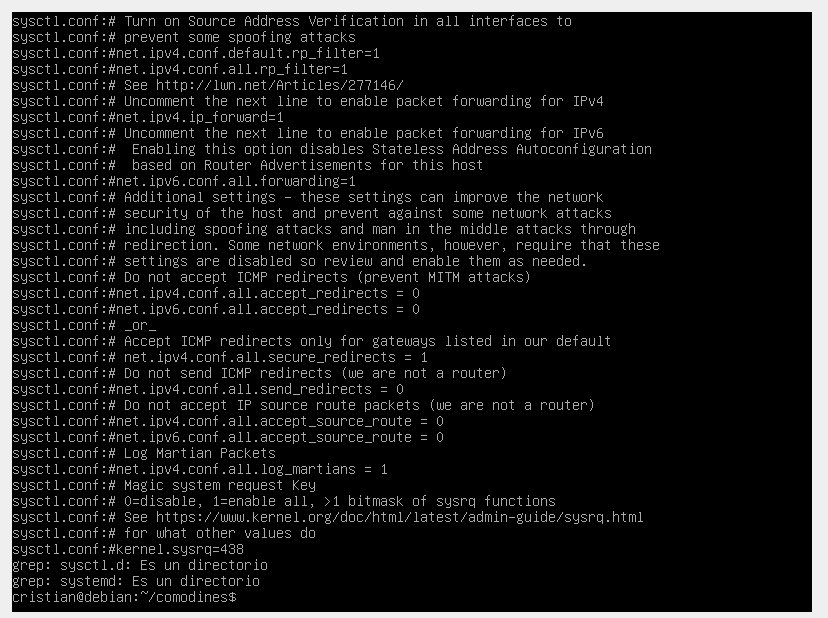 sysctl.conf:# Turn on Source Address Verification in all interfaces to
sysctl.conf:# prevent some spoofing attacks
sysctl.conf:#net.ipv4.conf.default.rp_filter=1
sysctl.conf:#net.ipv4.conf.all.rp_filter=1
sysctl.conf:# See http://lwn.net/Articles/277146/
sysctl.conf:# Uncomment the next line to enable packet forwarding for IPv4
sysctl.conf:#net.ipv4.ip_forward=1
sysctl.conf:# Uncomment the next line to enable packet forwarding for IPv6
sysctl.conf:#  Enabling this option disables Stateless Address Autoconfiguration
sysctl.conf:#  based on Router Advertisements for this host
sysctl.conf:#net.ipv6.conf.all.forwarding=1
sysctl.conf:# Additional settings - these settings can improve the network
sysctl.conf:# security of the host and prevent against some network attacks
sysctl.conf:# including spoofing attacks and man in the middle attacks through
sysctl.conf:# redirection. Some network environments, however, require that these
sysctl.conf:# settings are disabled so review and enable them as needed.
sysctl.conf:# Do not accept ICMP redirects (prevent MITM attacks)
sysctl.conf:#net.ipv4.conf.all.accept_redirects = 0
sysctl.conf:#net.ipv6.conf.all.accept_redirects = 0
sysctl.conf:# _or_
sysctl.conf:# Accept ICMP redirects only for gateways listed in our default
sysctl.conf:# net.ipv4.conf.all.secure_redirects = 1
sysctl.conf:# Do not send ICMP redirects (we are not a router)
sysctl.conf:#net.ipv4.conf.all.send_redirects = 0
sysctl.conf:# Do not accept IP source route packets (we are not a router)
sysctl.conf:#net.ipv4.conf.all.accept_source_route = 0
sysctl.conf:#net.ipv6.conf.all.accept_source_route = 0
sysctl.conf:# Log Martian Packets
sysctl.conf:#net.ipv4.conf.all.log_martians = 1
sysctl.conf:# Magic system request Key
sysctl.conf:# 0=disable, 1=enable all, >1 bitmask of sysrq functions
sysctl.conf:# See https://www.kernel.org/doc/html/latest/admin-guide/sysrq.html
sysctl.conf:# for what other values do
sysctl.conf:#kernel.sysrq=438
grep: sysctl.d: Es un directorio
grep: systemd: Es un directorio
cristian@debian:~/comodines$